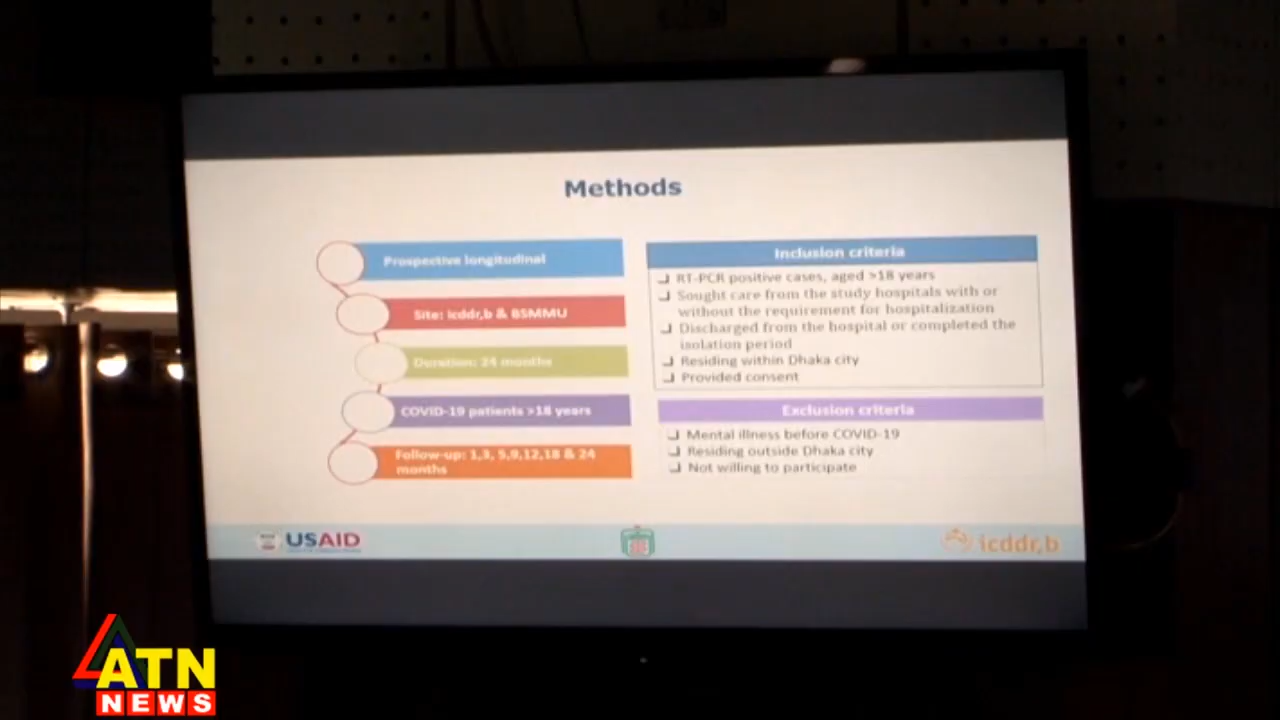 Methods
Prospective longitudinal
Site: icddr,b & BSMMU
Duration: 24 months
COVID-19 patients >18 years
Follow-up: 1,3, 5,9,12,18 & 24
months
Inclusion criteria
RT-PCR positive cases, aged >18 years
Sought care from the study hospitals with or
without the requirement for hospitalization
Discharged from the hospital or completed the
isolation period
Residing within Dhaka city
Provided consent
Exclusion criteria
Mental illness before COVID-19
Residing outside Dhaka city
Not willing to participate
USAID
icddr,b
ATN
NEWS